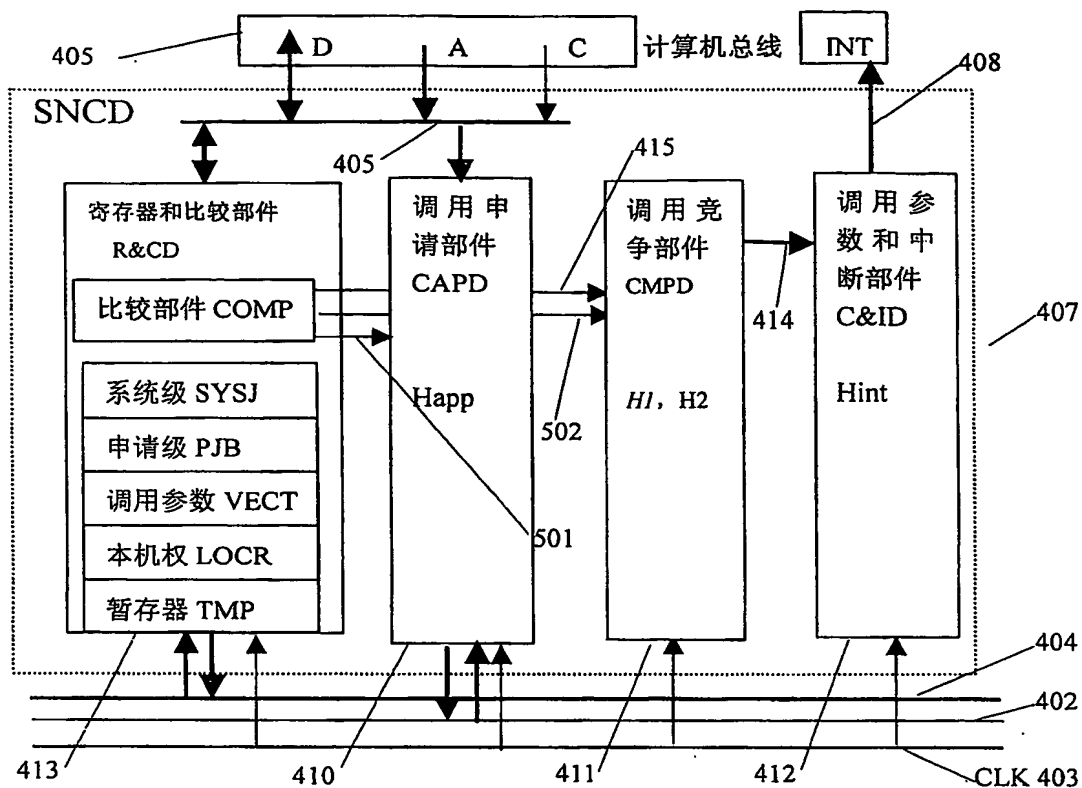 405
D
A
C
计算机总线
INT
408
SNCD
405
415
寄存器和比较部件
R&CD
比较部件 COMP
系统级 SYSJ
申请级 PJB
调用参数 VECT
本机权 LOCR
暂存器 TMP
调 用 申
请 部件
CAPD
Happ
调 用 竞
争 部件
CMPD
H1, H2
调 用 参
数 和 中
断 部件
C&ID
Hint
414
407
502
501
404
402
413
410
411
412
CLK 403